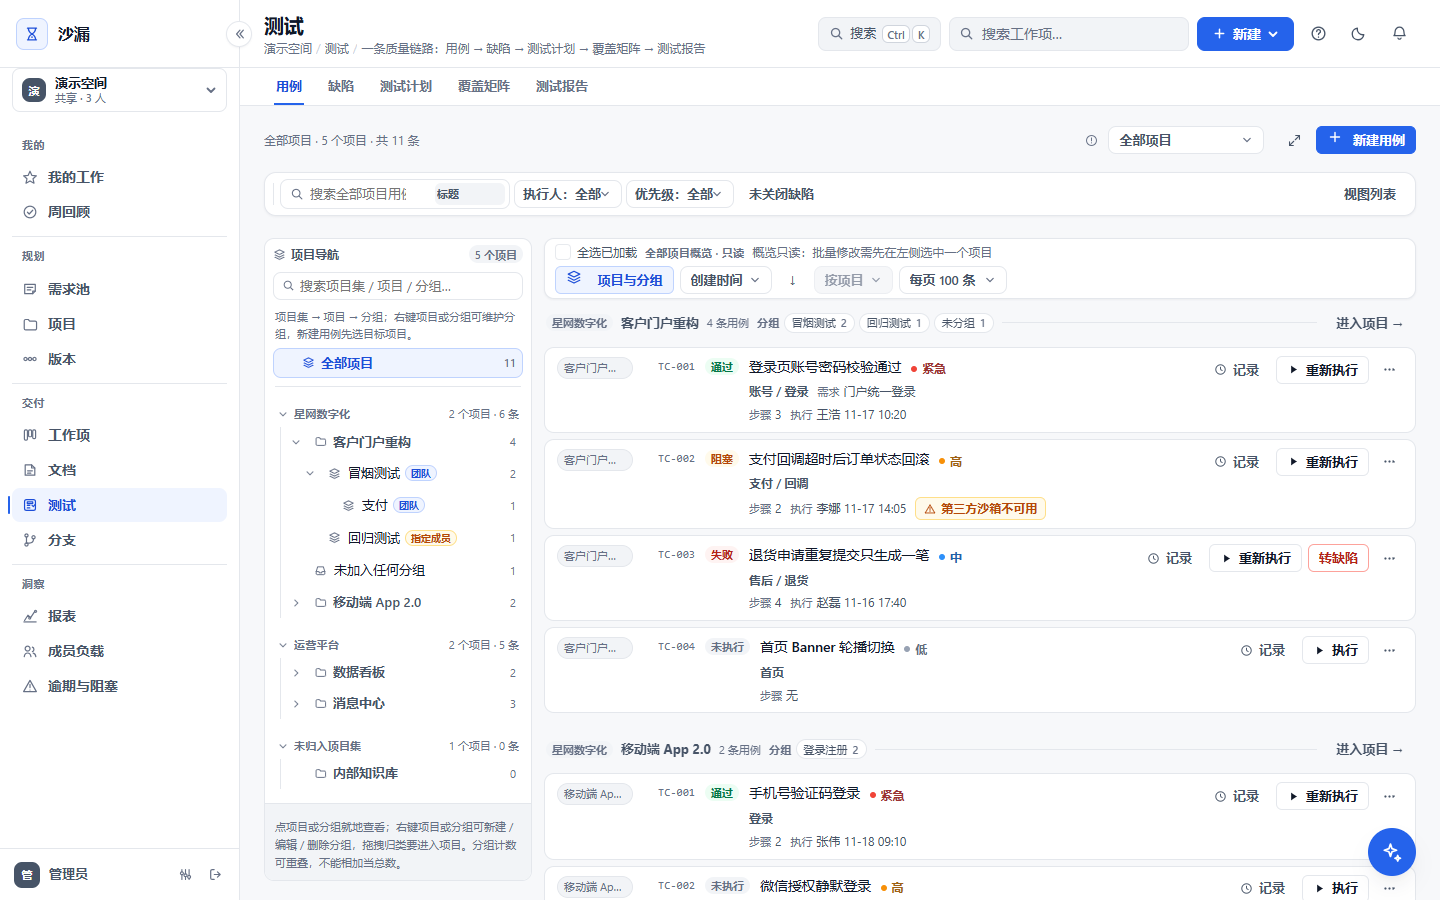 沙漏
演
演示空间
共享 · 3 人
我的
我的工作
周回顾
规划
需求池
项目
版本
交付
工作项
文档
测试
分支
洞察
报表
成员负载
逾期与阻塞
管
管理员
测试
演示空间 / 测试 / 一条质量链路：用例 → 缺陷 → 测试计划 → 覆盖矩阵 → 测试报告
搜索 Ctrl K
搜索工作项...
新建
用例 缺陷 测试计划 覆盖矩阵 测试报告
全部项目 · 5 个项目 · 共 11 条
全部项目
新建用例
搜索全部项目用例 标题 执行人：全部 优先级：全部 未关闭缺陷 视图列表
项目导航 5 个项目
搜索项目集 / 项目 / 分组...
项目集 → 项目 → 分组；右键项目或分组可维护分
组，新建用例先选目标项目。
全部项目 11
星网数字化 2 个项目 · 6 条
客户门户重构 4
冒烟测试 团队 2
支付 团队 1
回归测试 指定成员 1
未加入任何分组 1
移动端 App 2.0 2
运营平台 2 个项目 · 5 条
数据看板 2
消息中心 3
未归入项目集 1 个项目 · 0 条
内部知识库 0
点项目或分组就地查看；右键项目或分组可新建 /
编辑 / 删除分组，拖拽归类要进入项目。分组计数
可重叠，不能相加当总数。
全选已加载 全部项目概览 · 只读 概览只读：批量修改需先在左侧选中一个项目
项目与分组 创建时间 ↓ 按项目 每页 100 条
星网数字化 客户门户重构 4 条用例 分组 冒烟测试 2 回归测试 1 未分组 1 进入项目 →
客户门户... TC-001 通过 登录页账号密码校验通过 紧急 记录 重新执行 ...
账号 / 登录 需求 门户统一登录
步骤 3 执行 王浩 11-17 10:20
客户门户... TC-002 阻塞 支付回调超时后订单状态回滚 高 记录 重新执行 ...
支付 / 回调
步骤 2 执行 李娜 11-17 14:05 第三方沙箱不可用
客户门户... TC-003 失败 退货申请重复提交只生成一笔 中 记录 重新执行 转缺陷 ...
售后 / 退货
步骤 4 执行 赵磊 11-16 17:40
客户门户... TC-004 未执行 首页 Banner 轮播切换 低 记录 执行 ...
首页
步骤 无
星网数字化 移动端 App 2.0 2 条用例 分组 登录注册 2 进入项目 →
移动端 Ap... TC-001 通过 手机号验证码登录 紧急 记录 重新执行 ...
登录
步骤 2 执行 张伟 11-18 09:10
移动端 Ap... TC-002 未执行 微信授权静默登录 高 记录 执行 ...